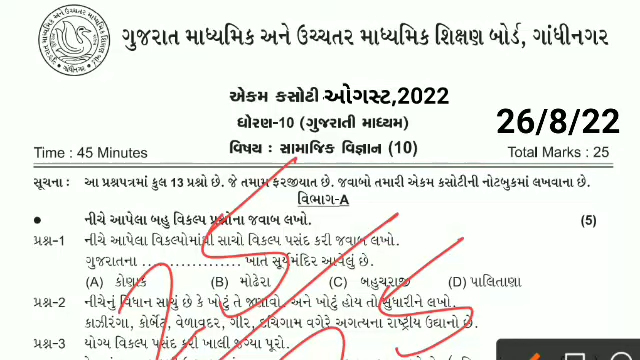 ગુજરાત માધ્યમિક અને ઉચ્ચતર માધ્યમિક શિક્ષણ બોર્ડ, ગાંધીનગર
એકમ કસોટી ઓગસ્ટ,2022
ધોરણ-10 (ગુજરાતી માધ્યમ)
26/8/22
Time : 45 Minutes
વિષય : સામાજિક વિજ્ઞાન (10)
Total Marks : 25
સૂચના : આ પ્રશ્નપત્રમાં કુલ 13 પ્રશ્નો છે. જે તમામ ફરજીયાત છે. જવાબો તમારી એકમ કસોટીની નોટબુકમાં લખવાના છે.
વિભાગ-A
● નીચે આપેલા બહુ વિકલ્પ પ્રશ્નોના જવાબ લખો. (5)
પ્રશ્ન-1 નીચે આપેલા વિકલ્પોમાંથી સાચો વિકલ્પ પસંદ કરી જવાબ લખો.
ગુજરાતના .................. ખાતે સૂર્યમંદિર આવેલું છે.
(A) કોણાર્ક (B) મોઢેરા (C) બહુચરાજી (D) પાલિતાણા
પ્રશ્ન-2 નીચેનું વિધાન સાચું છે કે ખોટું તે જણાવો. અને ખોટું હોય તો સુધારીને લખો.
કાઝીરંગા, કોર્બેટ, વેળાવદર, ગીર, દચિગામ વગેરે અગત્યના રાષ્ટ્રીય ઉદ્યાનો છે.
પ્રશ્ન-3 યોગ્ય વિકલ્પ પસંદ કરી ખાલી જગ્યા પૂરો.